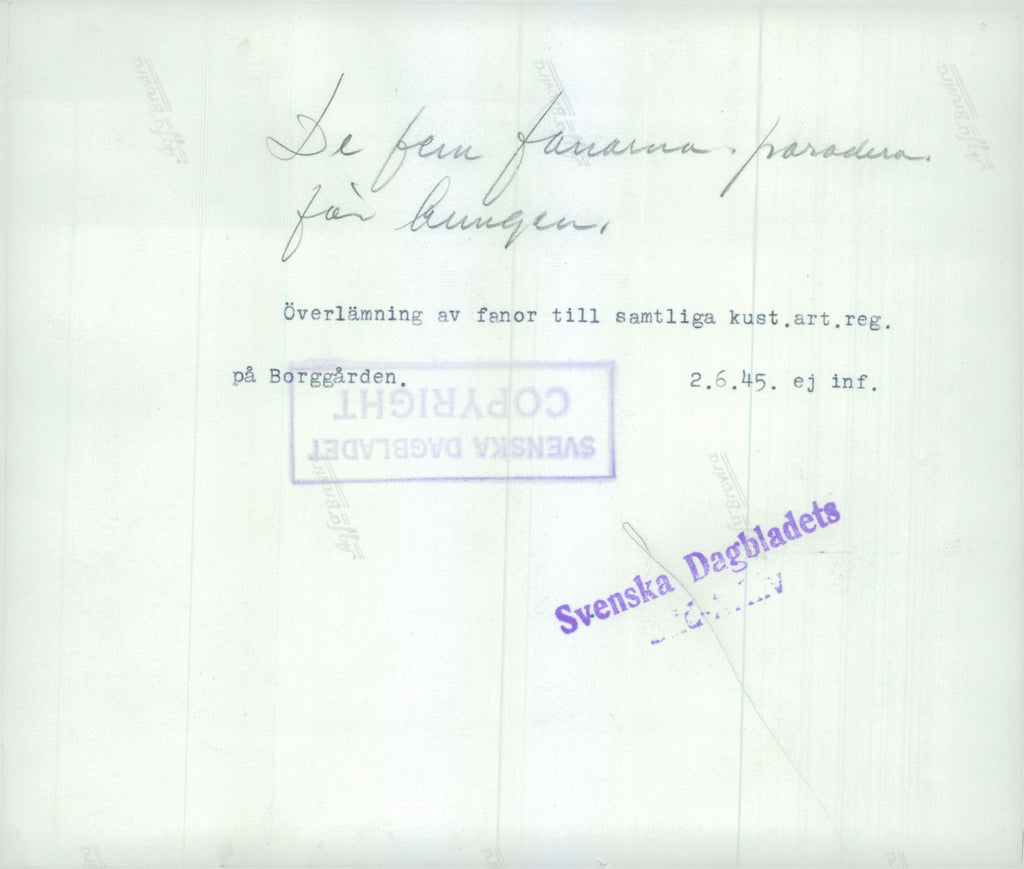 De fem fanorna paradera
för kungen.
Överlämning av fanor till samtliga kust.art.reg.
på Borggården. 2.6.45. ej inf.
SVENSKA DAGBLADET
COPYRIGHT
Svenska Dagbladets